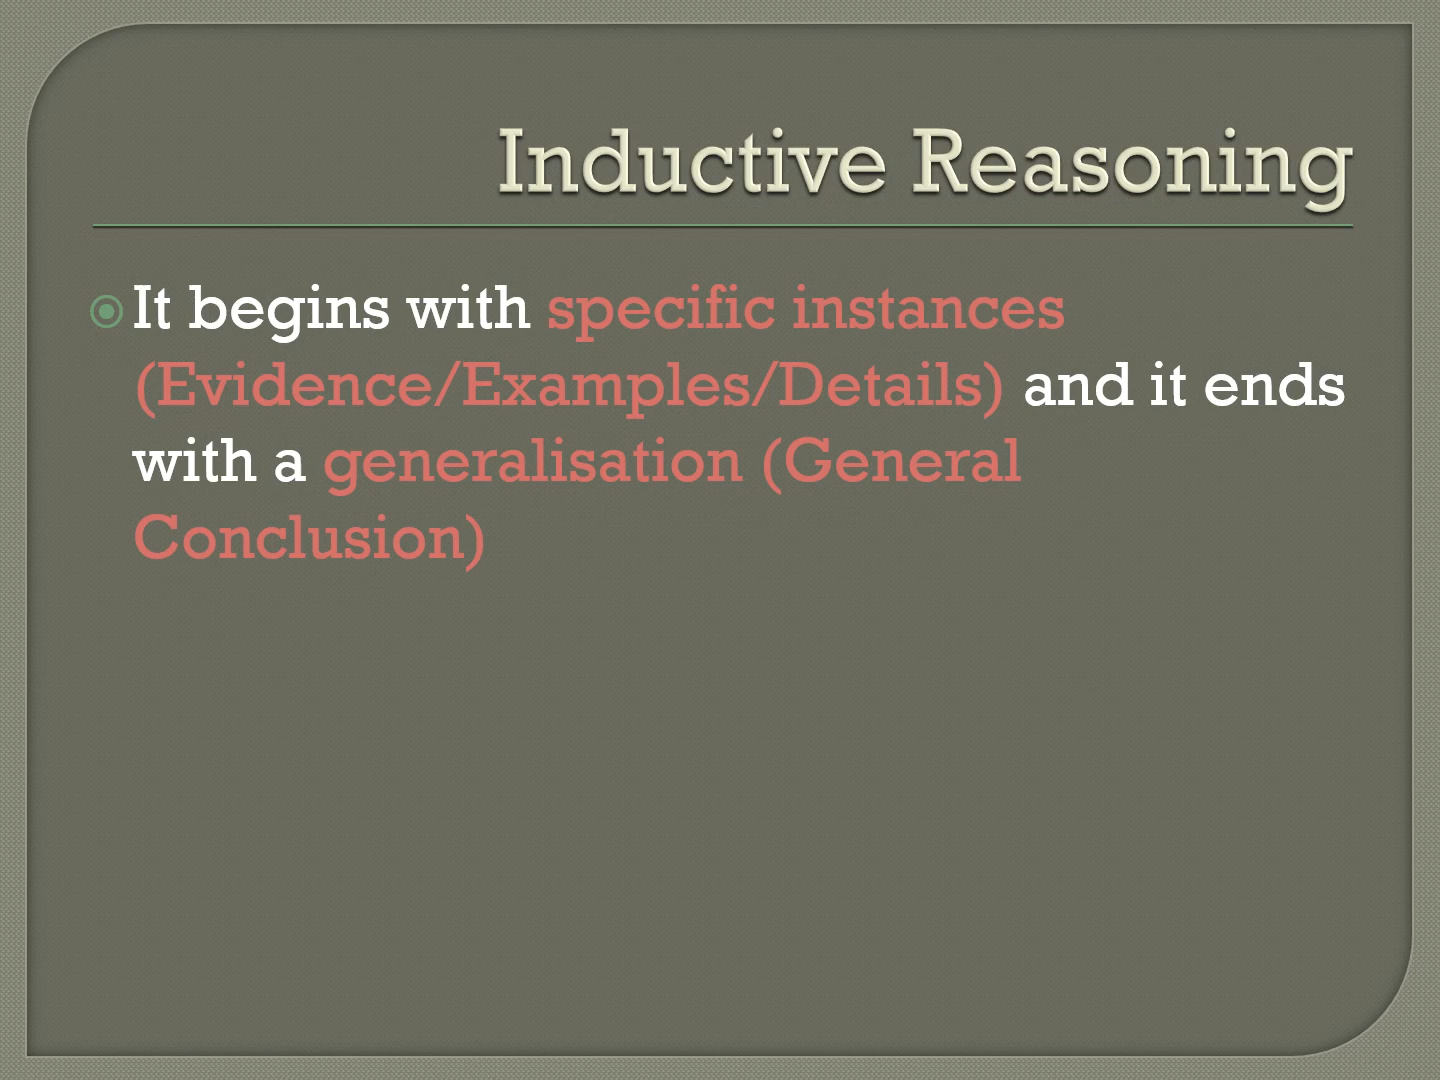 Inductive Reasoning
It begins with specific instances
(Evidence/Examples/Details) and it ends
with a generalisation (General
Conclusion)